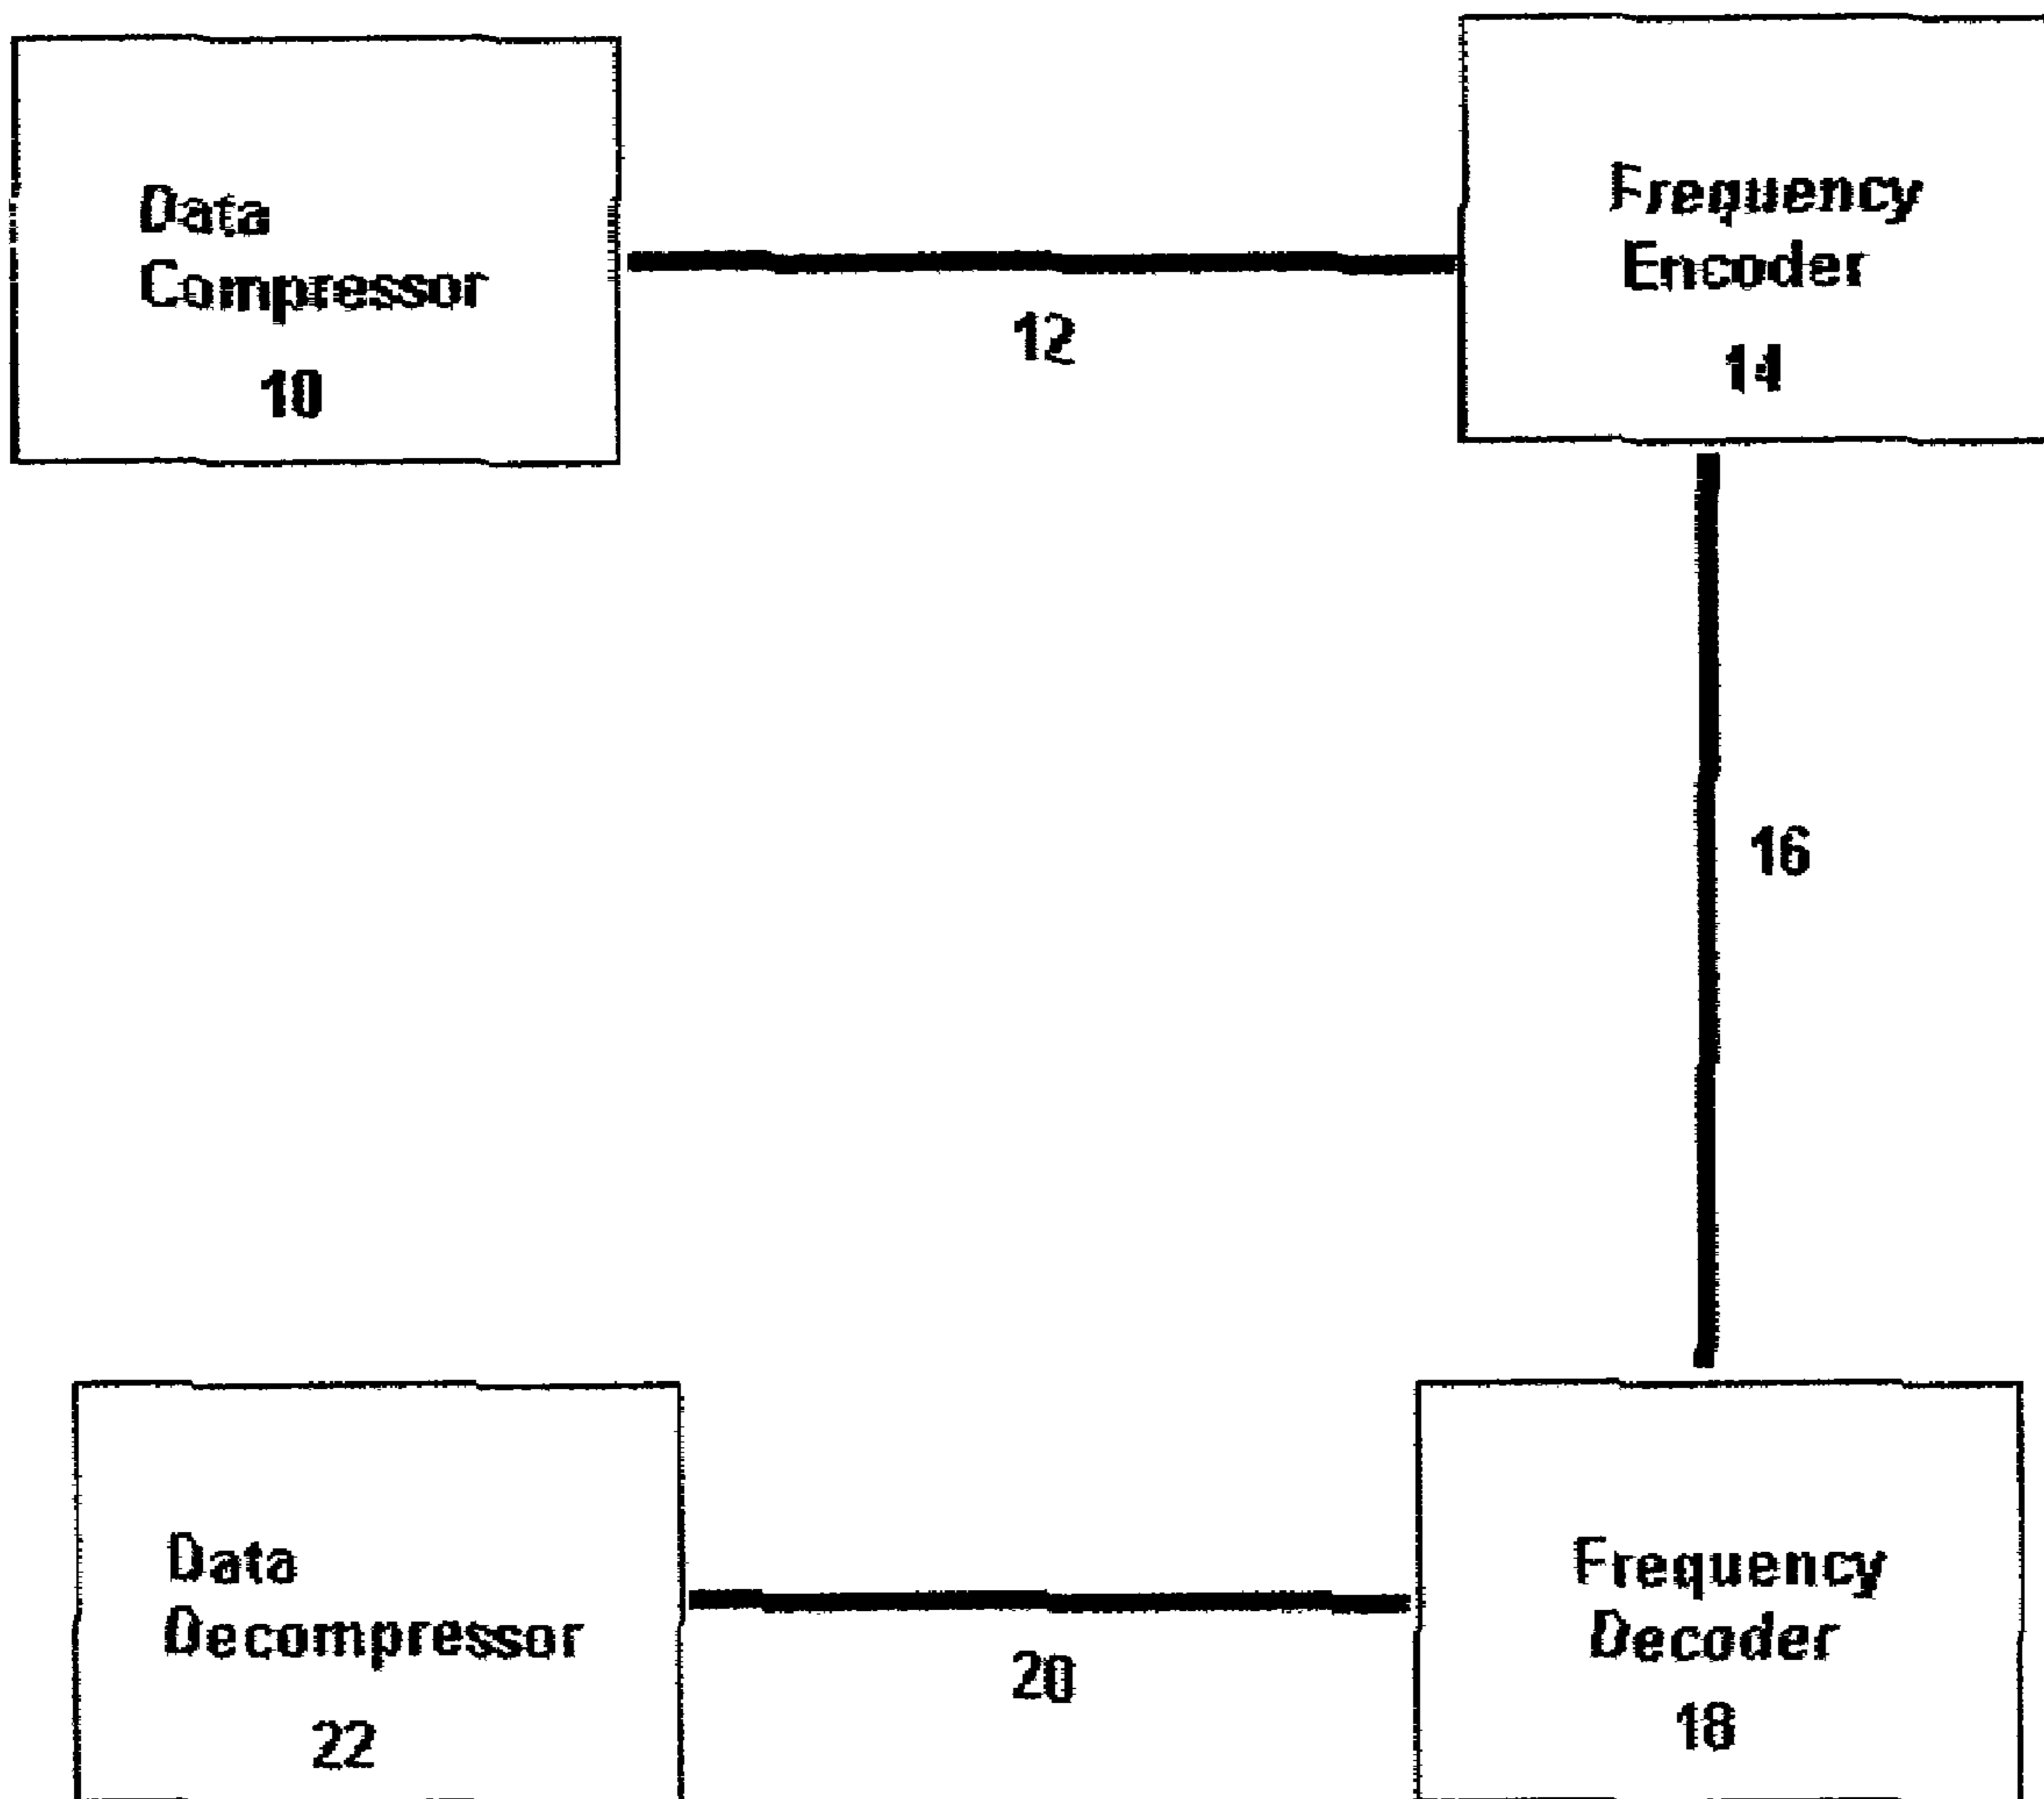 Data
Compressor
10
12
Frequency
Encoder
14
16
Data
Decompressor
22
20
Frequency
Decoder
18